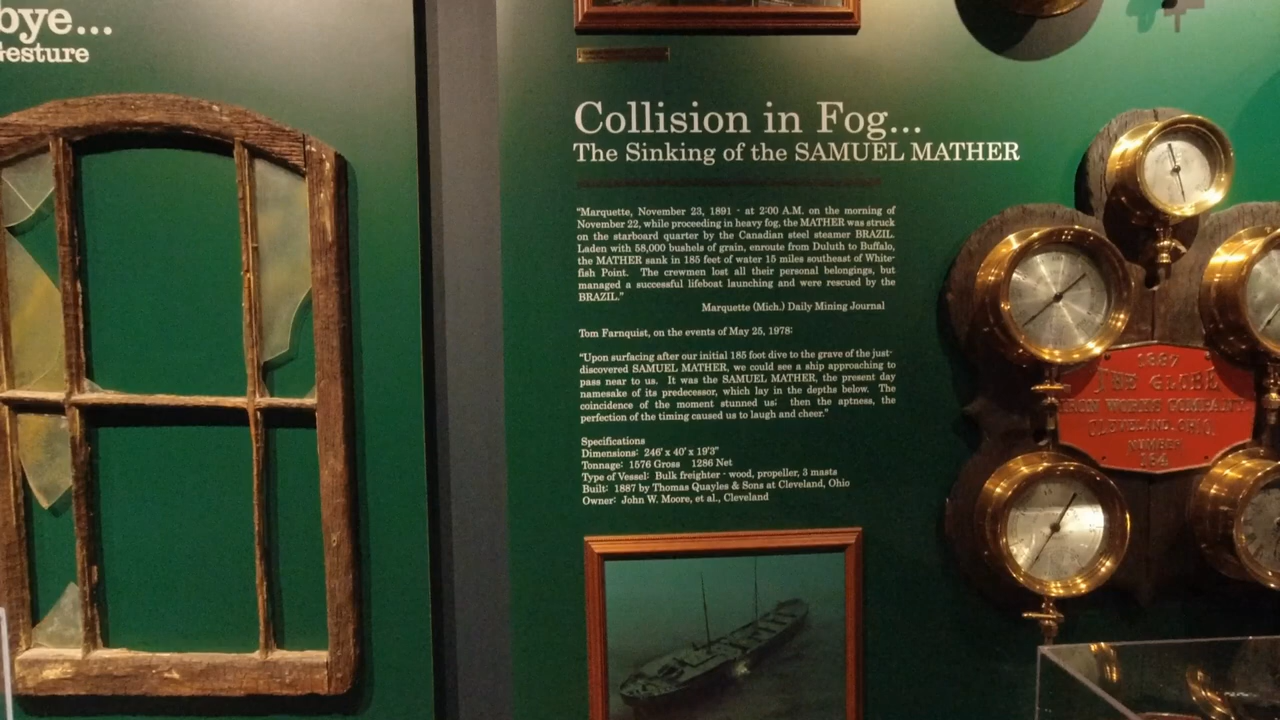 bye...
Gesture
Collision in Fog...
The Sinking of the SAMUEL MATHER
"Marquette, November 23, 1891 - at 2:00 A.M. on the morning of
November 22, while proceeding in heavy fog, the MATHER was struck
on the starboard quarter by the Canadian steel steamer BRAZIL.
Laden with 58,000 bushels of grain, enroute from Duluth to Buffalo,
the MATHER sank in 185 feet of water 15 miles southeast of White-
fish Point. The crewmen lost all their personal belongings, but
managed a successful lifeboat launching and were rescued by the
BRAZIL."
Marquette (Mich.) Daily Mining Journal
Tom Farnquist, on the events of May 25, 1978:
"Upon surfacing after our initial 185 foot dive to the grave of the just-
discovered SAMUEL MATHER, we could see a ship approaching to
pass near to us. It was the SAMUEL MATHER, the present day
namesake of its predecessor, which lay in the depths below. The
coincidence of the moment stunned us; then the aptness, the
perfection of the timing caused us to laugh and cheer."
Specifications
Dimensions: 246' x 40' x 19'3"
Tonnage: 1576 Gross 1286 Net
Type of Vessel: Bulk freighter - wood, propeller, 3 masts
Built: 1887 by Thomas Quayles & Sons at Cleveland, Ohio
Owner: John W. Moore, et al., Cleveland
1887
THE GLOBE
IRON WORKS COMPANY
CLEVELAND, OHIO.
NUMBER
154